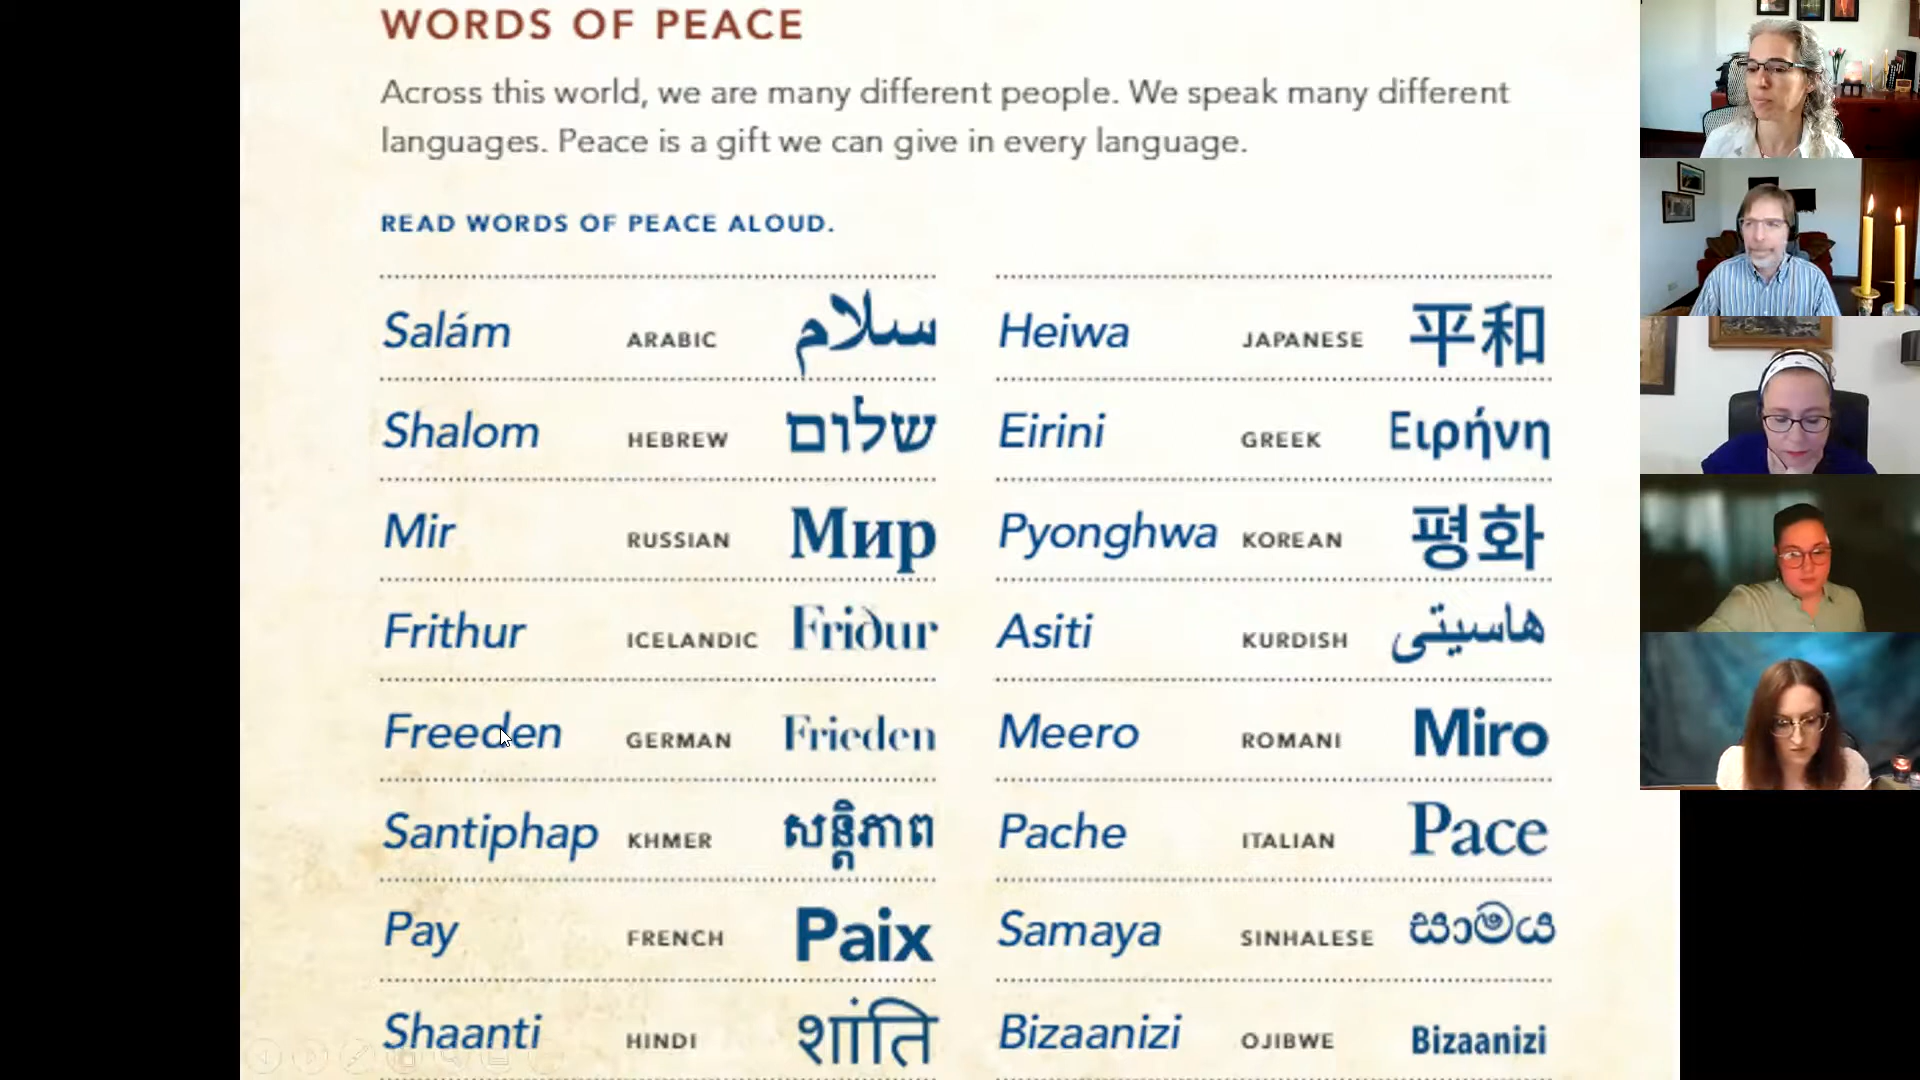 WORDS OF PEACE
Across this world, we are many different people. We speak many different
languages. Peace is a gift we can give in every language.
READ WORDS OF PEACE ALOUD.
Salám ARABIC سلام
Shalom HEBREW שלום
Mir RUSSIAN Мир
Frithur ICELANDIC Friður
Freeden GERMAN Frieden
Santiphap KHMER សន្តិភាព
Pay FRENCH Paix
Shaanti HINDI शांति
Heiwa JAPANESE 平和
Eirini GREEK Ειρήνη
Pyonghwa KOREAN 평화
Asiti KURDISH هاسیتی
Meero ROMANI Miro
Pache ITALIAN Pace
Samaya SINHALESE සාමය
Bizaanizi OJIBWE Bizaanizi